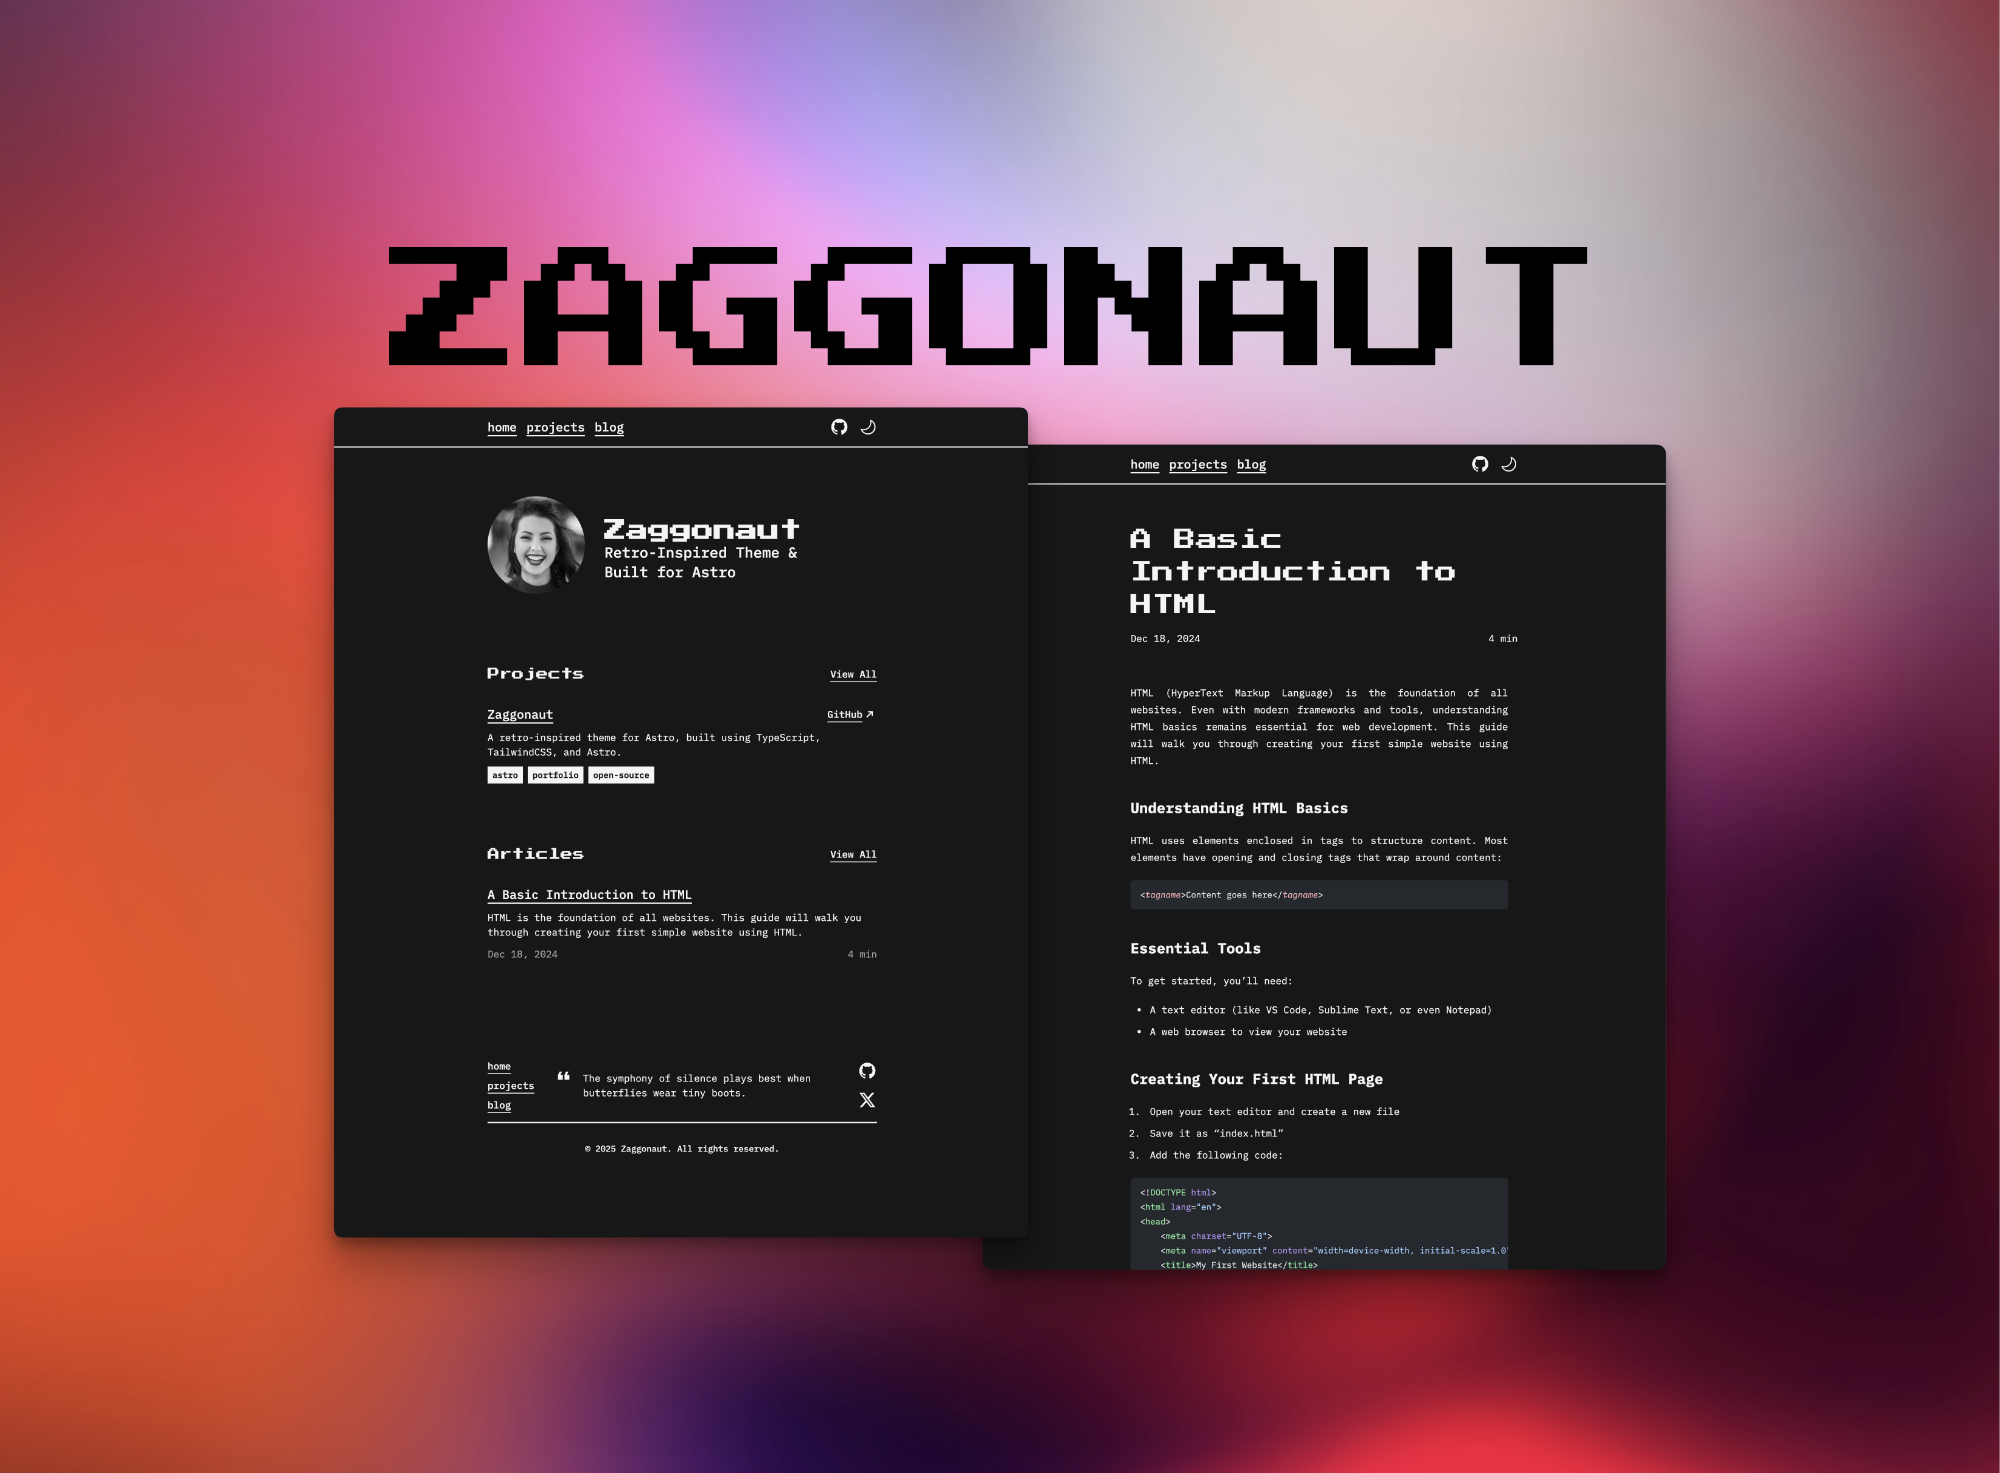 ZAGGONAUT
home projects blog
Zaggonaut
Retro-Inspired Theme &
Built for Astro
Projects
View All
Zaggonaut
GitHub
A retro-inspired theme for Astro, built using TypeScript,
TailwindCSS, and Astro.
astro portfolio open-source
Articles
View All
A Basic Introduction to HTML
HTML is the foundation of all websites. This guide will walk you
through creating your first simple website using HTML.
Dec 18, 2024
4 min
home
projects
blog
“ The symphony of silence plays best when
butterflies wear tiny boots.
© 2025 Zaggonaut. All rights reserved.
home projects blog
A Basic
Introduction to
HTML
Dec 18, 2024
4 min
HTML (HyperText Markup Language) is the foundation of all
websites. Even with modern frameworks and tools, understanding
HTML basics remains essential for web development. This guide
will walk you through creating your first simple website using
HTML.
Understanding HTML Basics
HTML uses elements enclosed in tags to structure content. Most
elements have opening and closing tags that wrap around content:
<tagname>Content goes here</tagname>
Essential Tools
To get started, you’ll need:
• A text editor (like VS Code, Sublime Text, or even Notepad)
• A web browser to view your website
Creating Your First HTML Page
1. Open your text editor and create a new file
2. Save it as “index.html”
3. Add the following code:
<!DOCTYPE html>
<html lang="en">
<head>
<meta charset="UTF-8">
<meta name="viewport" content="width=device-width, initial-scale=1.0"
<title>My First Website</title>